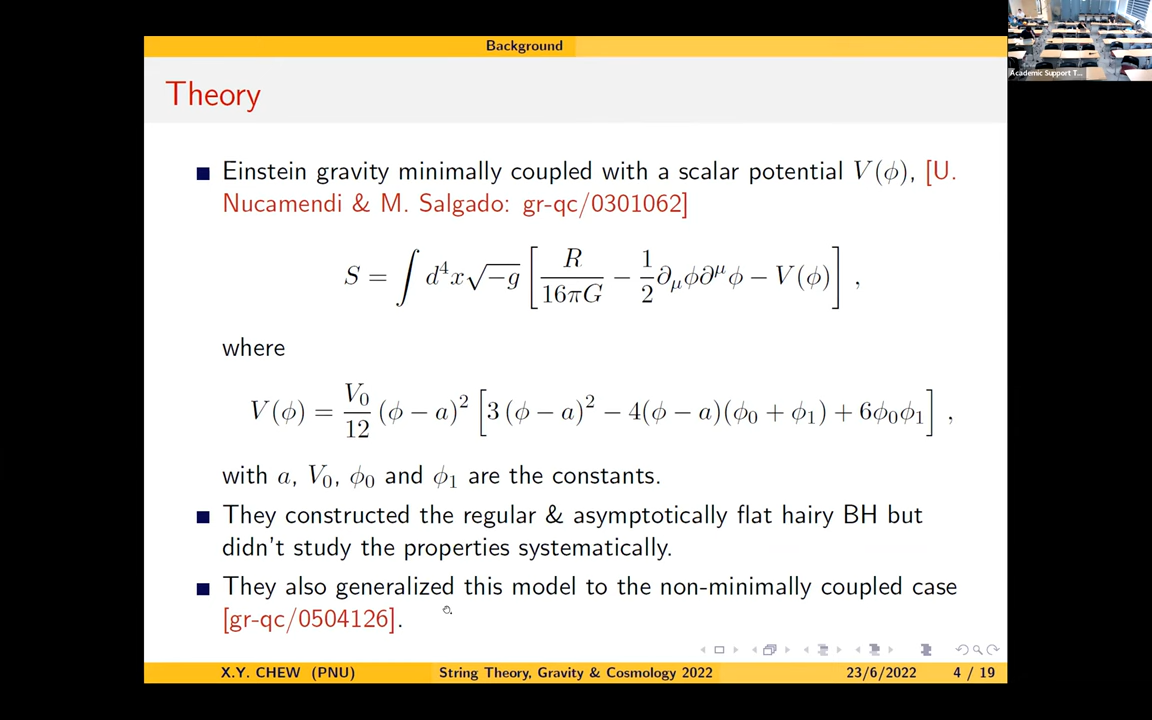 Background
Academic Support T...
Theory
Einstein gravity minimally coupled with a scalar potential V(ϕ), [U.
Nucamendi & M. Salgado: gr-qc/0301062]
S = ∫ d⁴x√−g [ R/16πG − 1/2 ∂_μϕ∂^μϕ − V(ϕ) ] ,
where
V(ϕ) = V₀/12 (ϕ − a)² [ 3 (ϕ − a)² − 4(ϕ − a)(ϕ₀ + ϕ₁) + 6ϕ₀ϕ₁ ] ,
with a, V₀, ϕ₀ and ϕ₁ are the constants.
They constructed the regular & asymptotically flat hairy BH but
didn't study the properties systematically.
They also generalized this model to the non-minimally coupled case
[gr-qc/0504126].
X.Y. CHEW (PNU) String Theory, Gravity & Cosmology 2022 23/6/2022 4 / 19